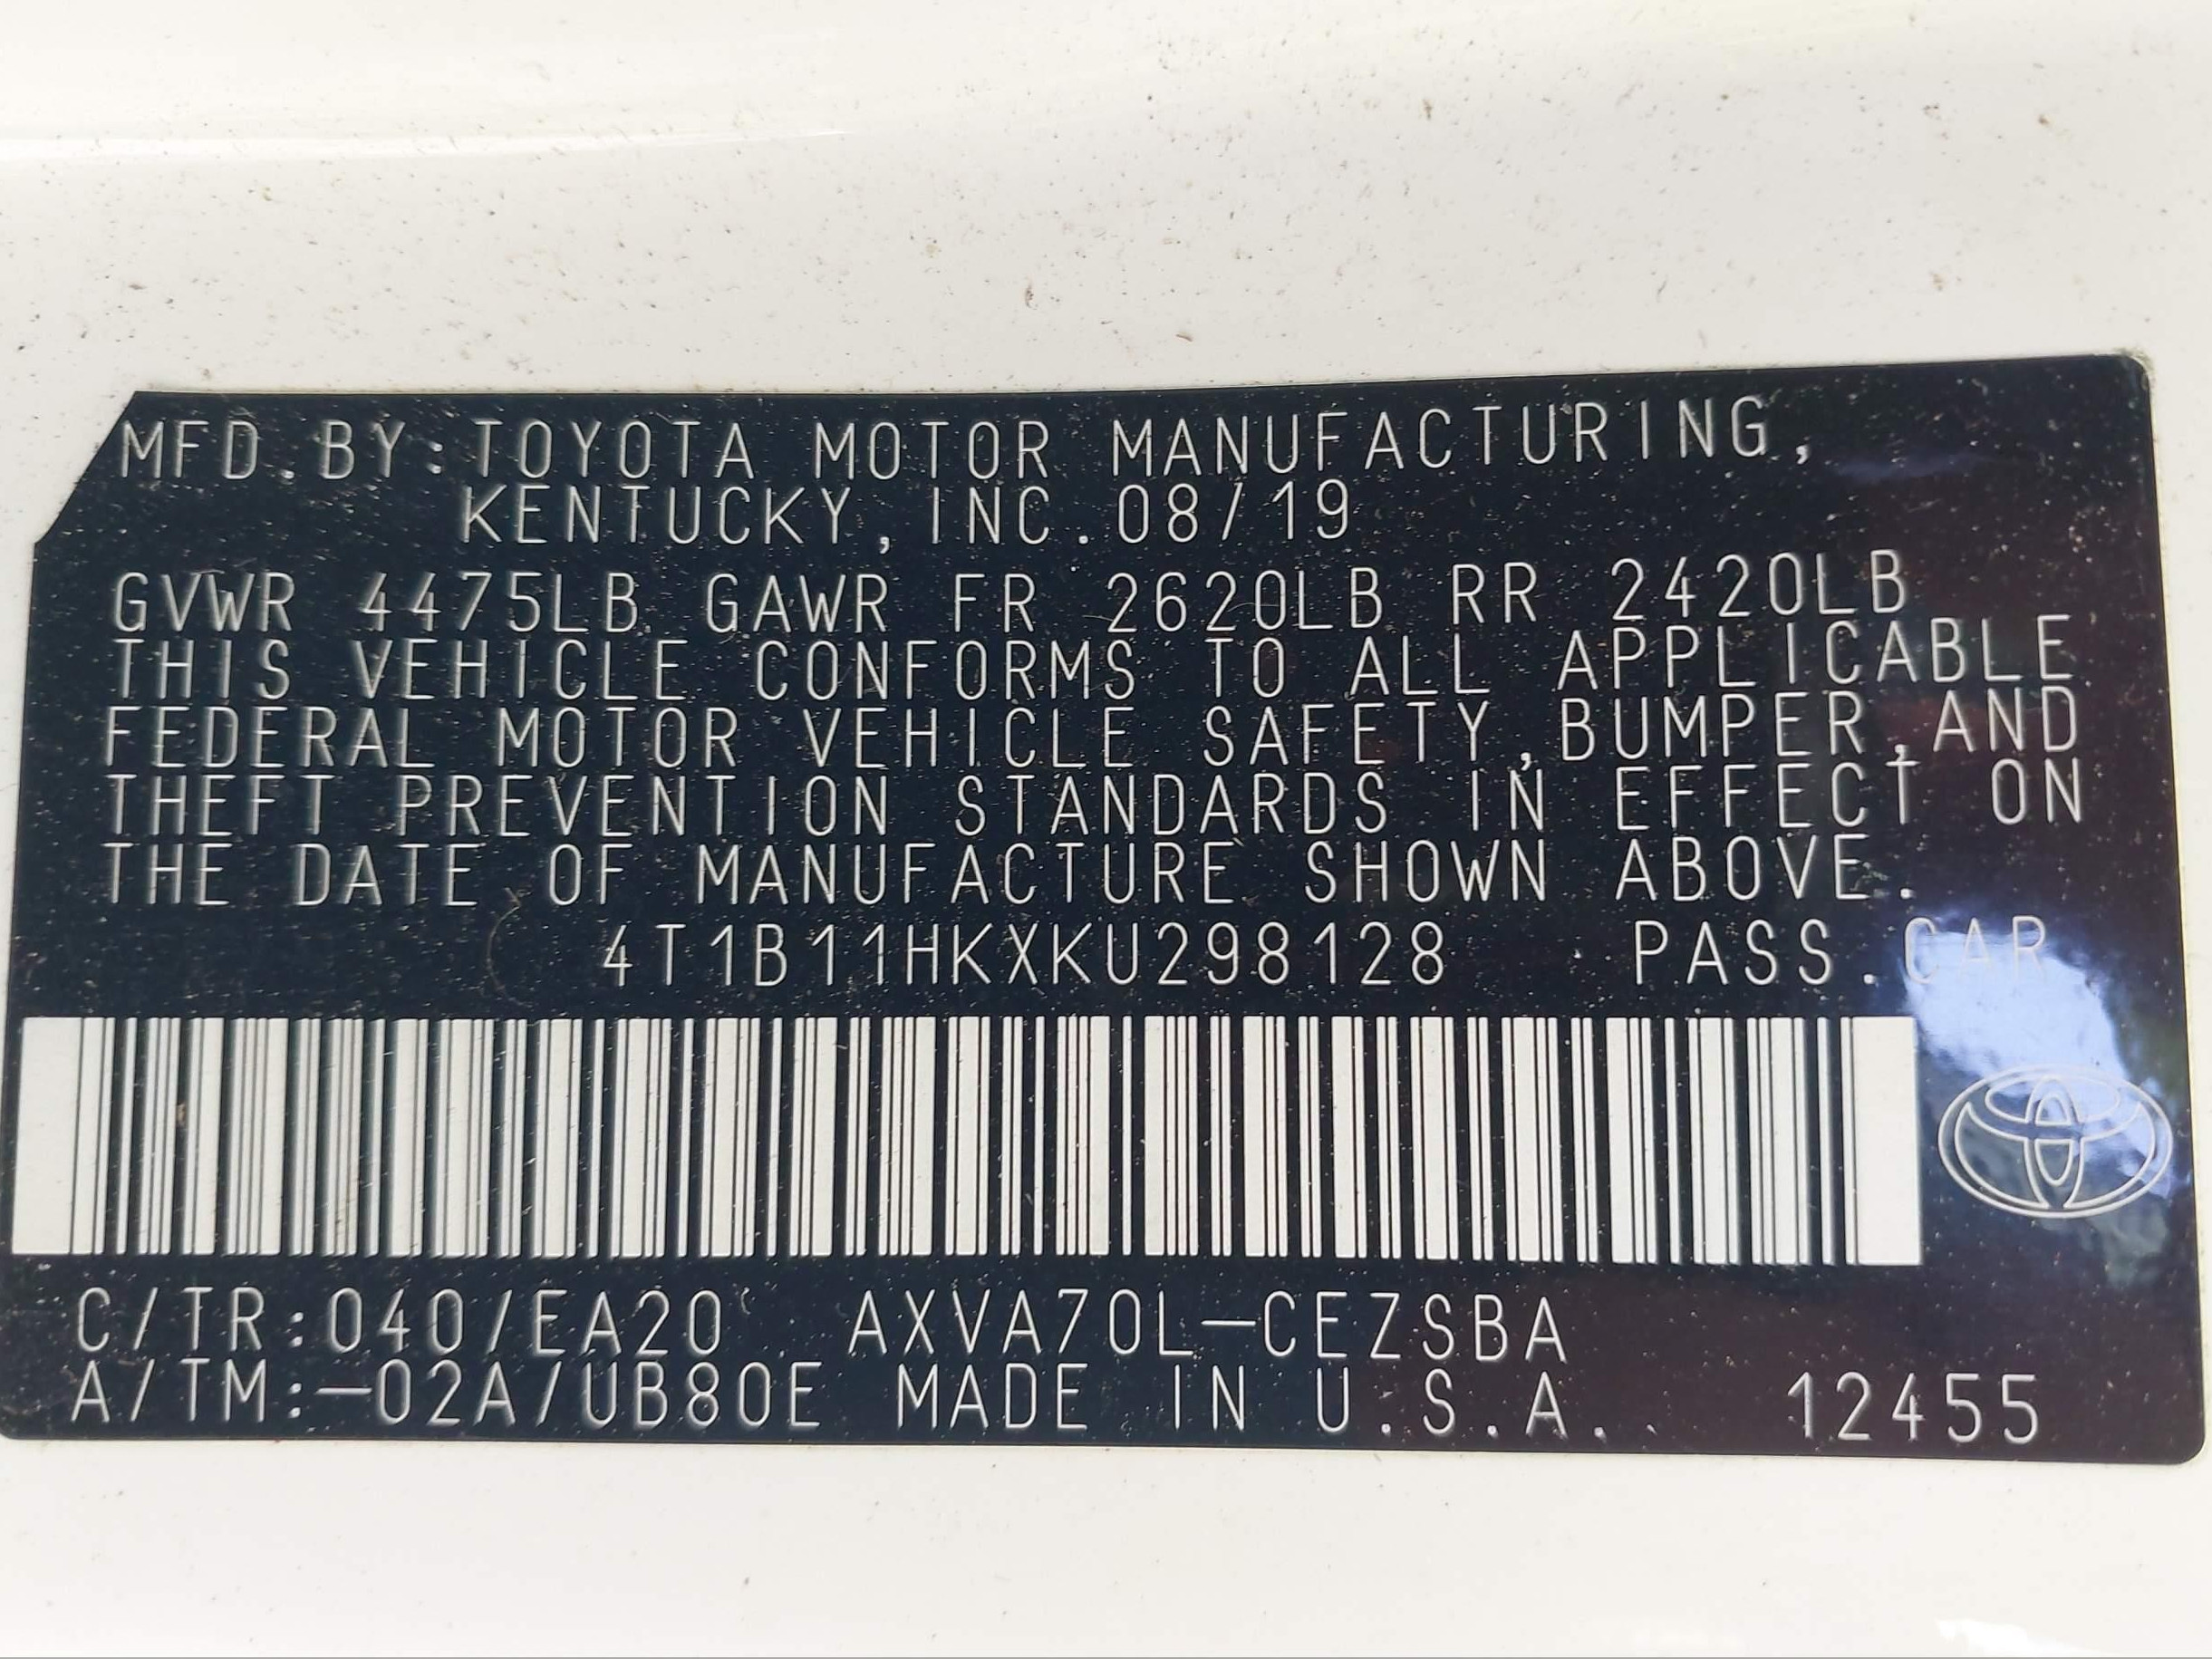 MFD.BY:TOYOTA MOTOR MANUFACTURING,
KENTUCKY, INC.08/19
GVWR 4475LB GAWR FR 2620LB RR 2420LB
THIS VEHICLE CONFORMS TO ALL APPLICABLE
FEDERAL MOTOR VEHICLE SAFETY,BUMPER,AND
THEFT PREVENTION STANDARDS IN EFFECT ON
THE DATE OF MANUFACTURE SHOWN ABOVE.
4T1B11HKXKU298128 PASS.CAR
C/TR:040/EA20 AXVA70L-CEZSBA
A/TM:-02A/UB80E MADE IN U.S.A. 12455